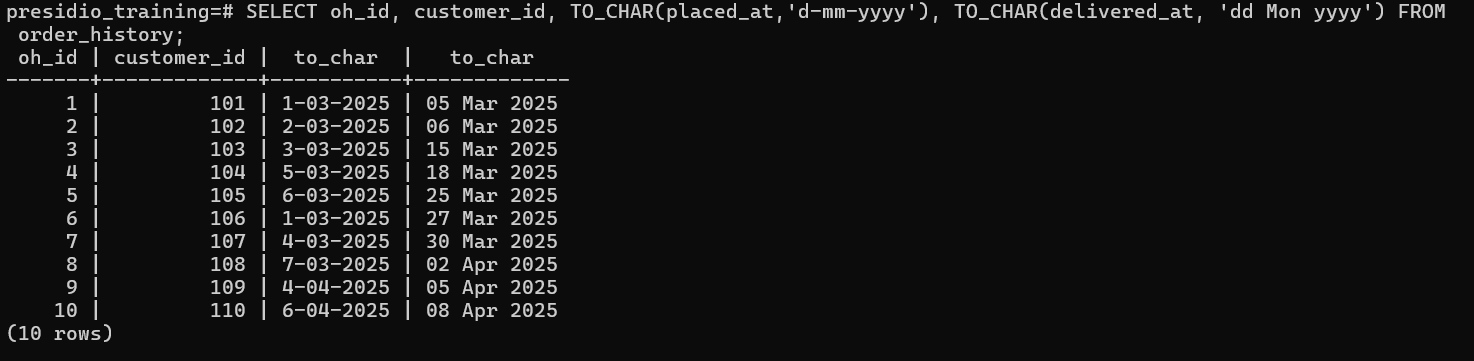 presidio_training=# SELECT oh_id, customer_id, TO_CHAR(placed_at,'d-mm-yyyy'), TO_CHAR(delivered_at, 'dd Mon yyyy') FROM
 order_history;
 oh_id | customer_id |  to_char  |   to_char
-------+-------------+-----------+-------------
     1 |         101 | 1-03-2025 | 05 Mar 2025
     2 |         102 | 2-03-2025 | 06 Mar 2025
     3 |         103 | 3-03-2025 | 15 Mar 2025
     4 |         104 | 5-03-2025 | 18 Mar 2025
     5 |         105 | 6-03-2025 | 25 Mar 2025
     6 |         106 | 1-03-2025 | 27 Mar 2025
     7 |         107 | 4-03-2025 | 30 Mar 2025
     8 |         108 | 7-03-2025 | 02 Apr 2025
     9 |         109 | 4-04-2025 | 05 Apr 2025
    10 |         110 | 6-04-2025 | 08 Apr 2025
(10 rows)